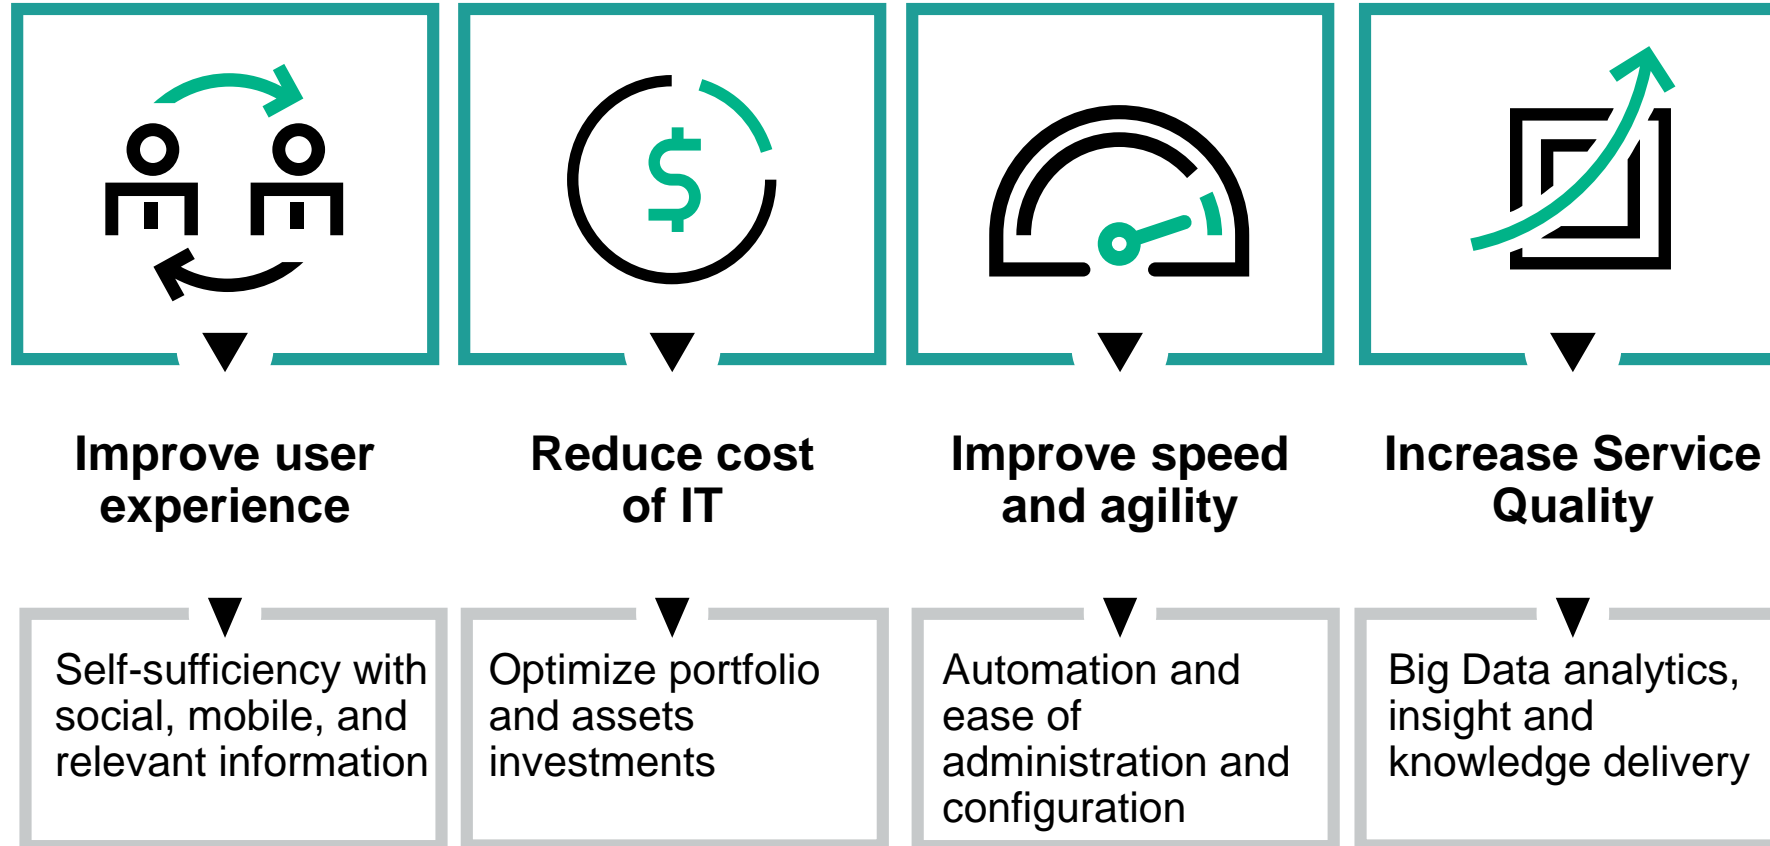 Improve user
experience
Reduce cost
of IT
Improve speed
and agility
Increase Service
Quality
Self-sufficiency with
social, mobile, and
relevant information
Optimize portfolio
and assets
investments
Automation and
ease of
administration and
configuration
Big Data analytics,
insight and
knowledge delivery